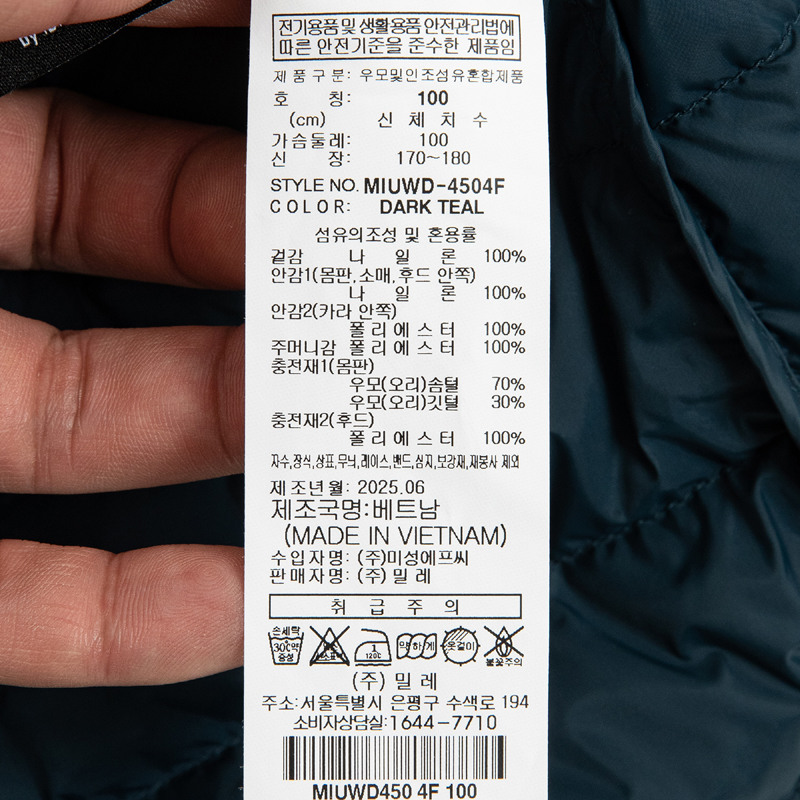 전기용품 및 생활용품 안전관리법에
따른 안전기준을 준수한 제품임
제 품 구 분: 우모및인조섬유혼합제품
호 칭: 100
(cm) 신 체 치 수
가슴둘레: 100
신 장: 170~180
STYLE NO. MIUWD-4504F
COLOR: DARK TEAL
섬유의조성 및 혼용률
겉감 나 일 론 100%
안감1(몸판,소매,후드 안쪽)
나 일 론 100%
안감2(카라 안쪽)
폴 리 에 스 터 100%
주머니감 폴 리 에 스 터 100%
충전재1(몸판)
우모(오리)솜털 70%
우모(오리)깃털 30%
충전재2(후드)
폴 리 에 스 터 100%
자수,장식,상표,무늬,레이스,밴드,심지,보강재,재봉사 제외
제 조년 월: 2025.06
제조국명:베트남
(MADE IN VIETNAM)
수 입 자 명: (주)미성에프씨
판 매 자 명: (주) 밀 레
취 급 주 의
손세탁
30℃약
중성
1
120℃
약하게
옷걸이
불꽃주의
(주) 밀 레
주소:서울특별시 은평구 수색로 194
소비자상담실:1644-7710
MIUWD450 4F 100